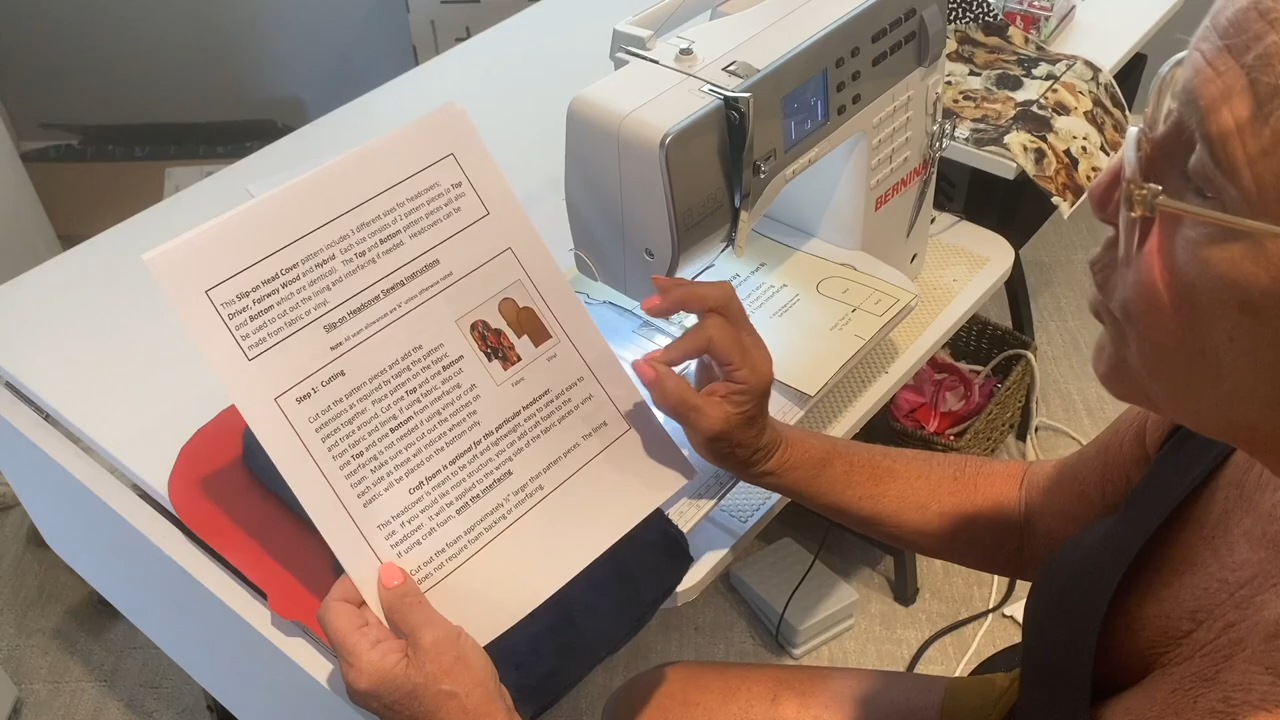 This Slip-on Head Cover pattern includes 3 different sizes for headcovers;
Driver, Fairway Wood and Hybrid. Each size consists of 2 pattern pieces (a Top
and Bottom which are identical). The Top and Bottom pattern pieces will also
be used to cut out the lining and interfacing if needed. Headcovers can be
made from fabric or vinyl.
Slip-on Headcover Sewing Instructions
Note: All seam allowances are ¼" unless otherwise noted
Step 1: Cutting
Cut out the pattern pieces and add the
extensions as required by taping the pattern
pieces together. Place pattern on the fabric
and trace around. Cut one Top and one Bottom
from fabric and lining, if using fabric, also cut
one Top and one Bottom from interfacing.
Interfacing is not needed if using vinyl or craft
foam. Make sure you cut out the notches on
each side as these will indicate where the
elastic will be placed on the bottom only.
Fabric
Vinyl
Craft foam is optional for this particular headcover.
This headcover is meant to be soft and lightweight, easy to sew and easy to
use. If you would like more structure, you can add craft foam to the
headcover. It will be applied to the wrong side of the fabric pieces or vinyl.
If using craft foam, omit the interfacing.
Cut out the foam approximately ½" larger than pattern pieces. The lining
does not require foam backing or interfacing.
BERNINA
from Fabric
from Lining
from Interfacing